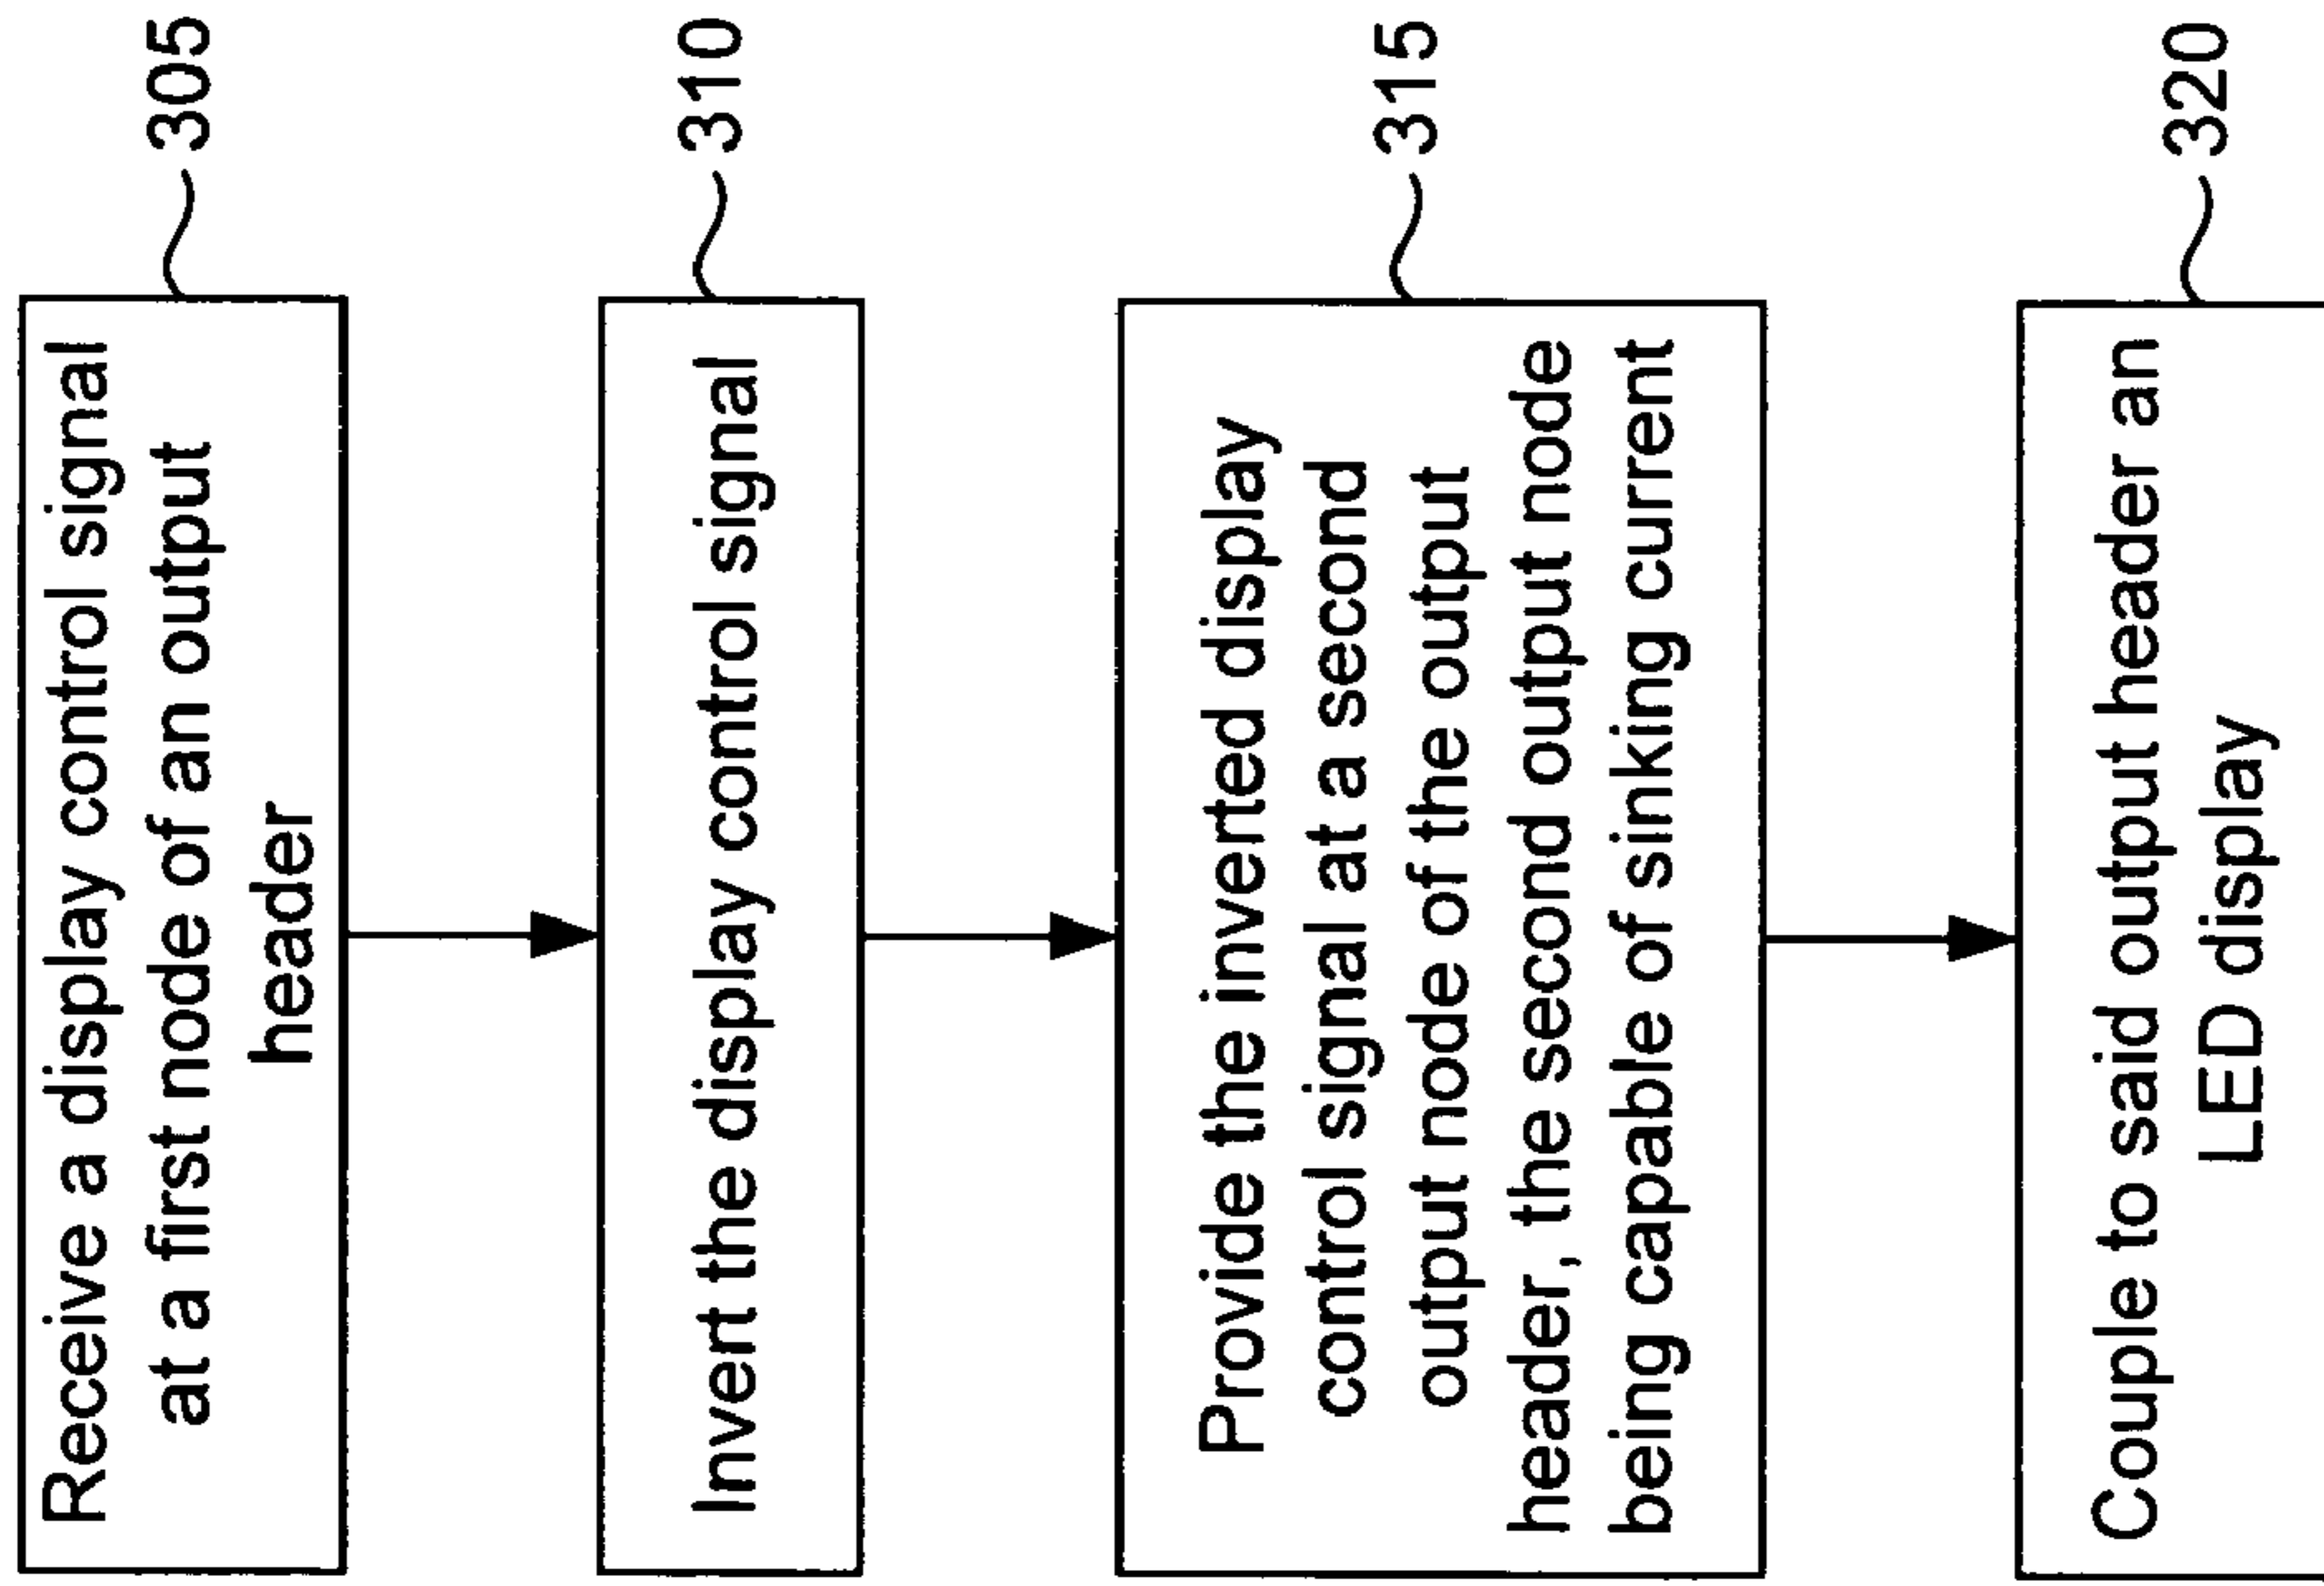 Receive a display control signal
at a first node of an output
header
305
Invert the display control signal
310
Provide the inverted display
control signal at a second
output node of the output
header, the second output node
being capable of sinking current
315
Couple to said output header an
LED display
320